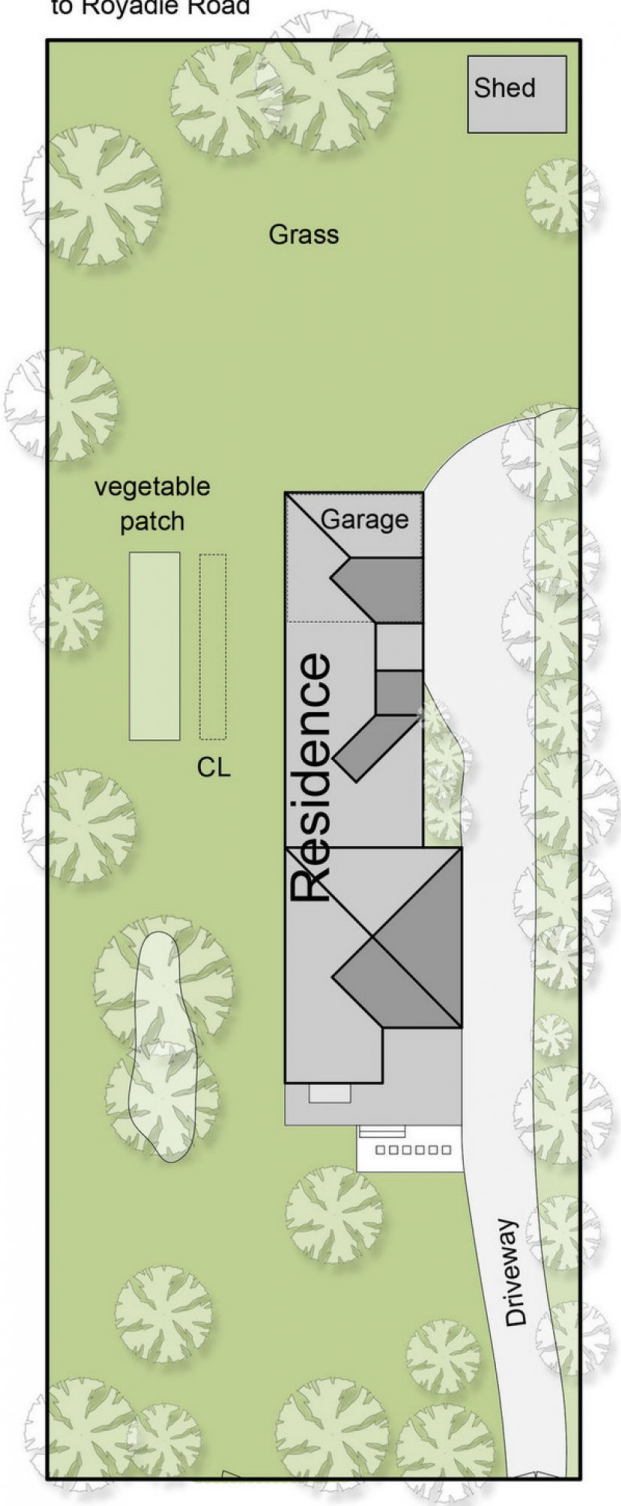 to Royadie Road
Shed
Grass
vegetable
patch
Garage
Residence
CL
Driveway